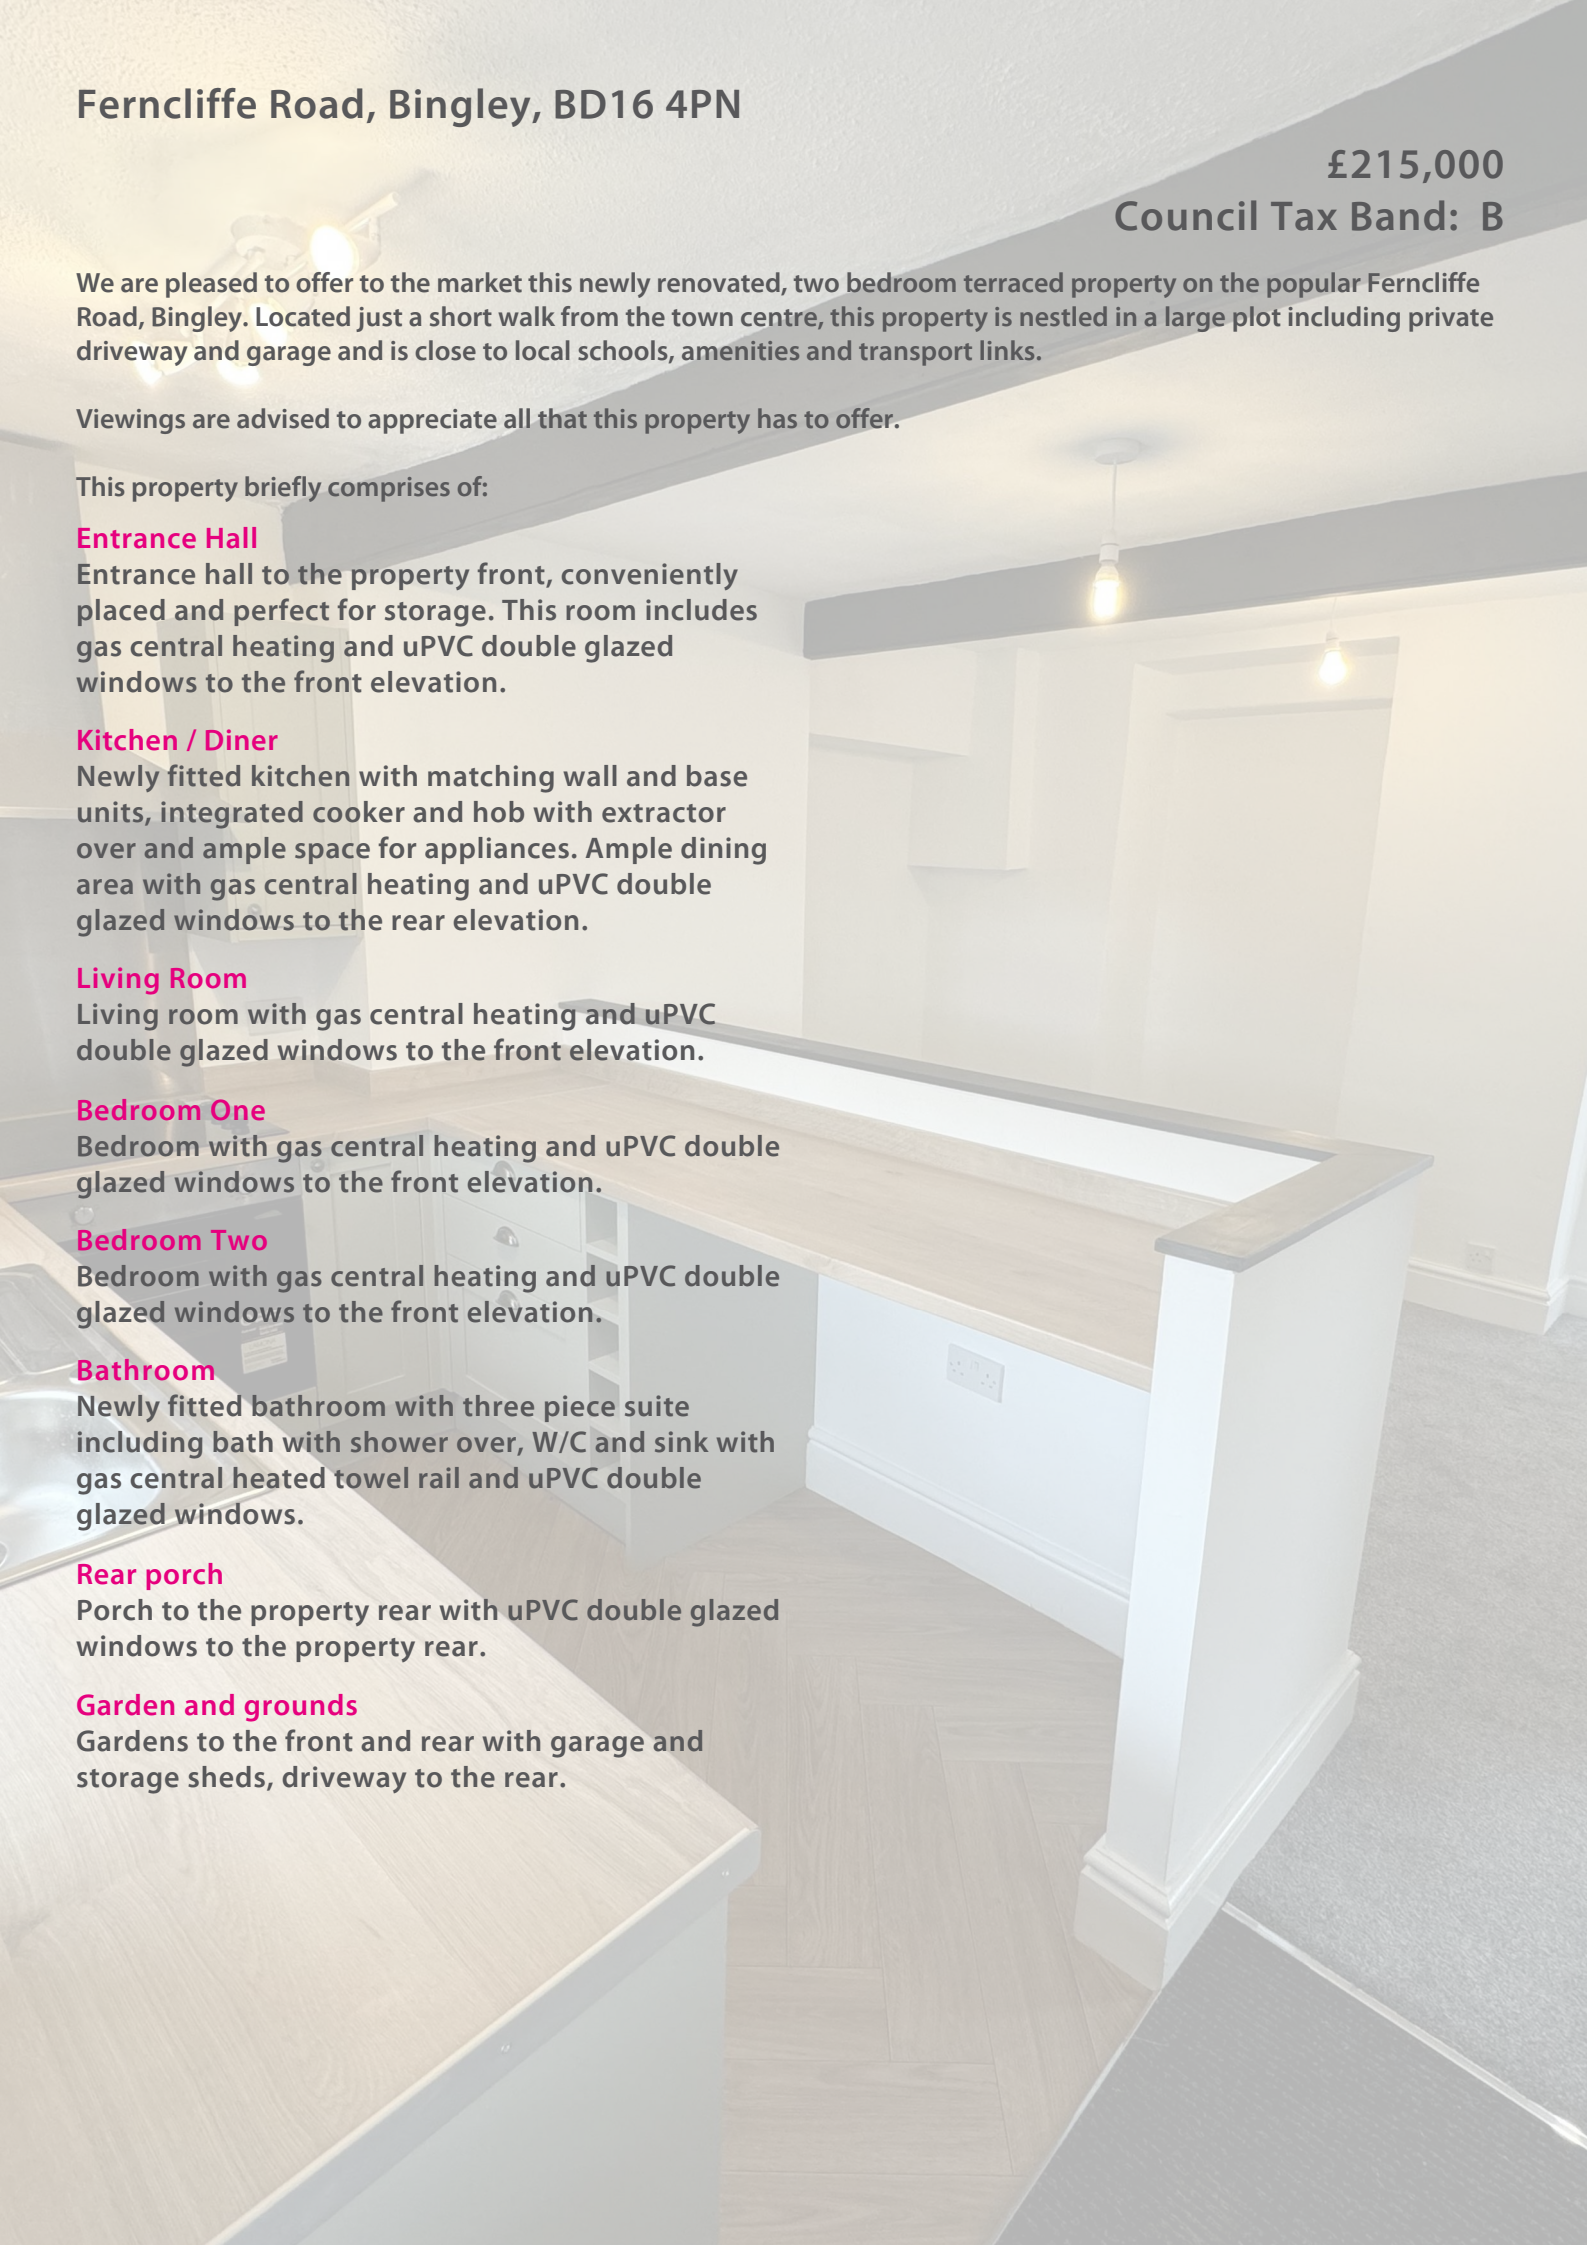 Ferncliffe Road, Bingley, BD16 4PN
£215,000
Council Tax Band:  B
We are pleased to offer to the market this newly renovated, two bedroom terraced property on the popular Ferncliffe
Road, Bingley. Located just a short walk from the town centre, this property is nestled in a large plot including private
driveway and garage and is close to local schools, amenities and transport links.
Viewings are advised to appreciate all that this property has to offer.
This property briefly comprises of:
Entrance Hall
Entrance hall to the property front, conveniently
placed and perfect for storage. This room includes
gas central heating and uPVC double glazed
windows to the front elevation.
Kitchen / Diner
Newly fitted kitchen with matching wall and base
units, integrated cooker and hob with extractor
over and ample space for appliances. Ample dining
area with gas central heating and uPVC double
glazed windows to the rear elevation.
Living Room
Living room with gas central heating and uPVC
double glazed windows to the front elevation.
Bedroom One
Bedroom with gas central heating and uPVC double
glazed windows to the front elevation.
Bedroom Two
Bedroom with gas central heating and uPVC double
glazed windows to the front elevation.
Bathroom
Newly fitted bathroom with three piece suite
including bath with shower over, W/C and sink with
gas central heated towel rail and uPVC double
glazed windows.
Rear porch
Porch to the property rear with uPVC double glazed
windows to the property rear.
Garden and grounds
Gardens to the front and rear with garage and
storage sheds, driveway to the rear.